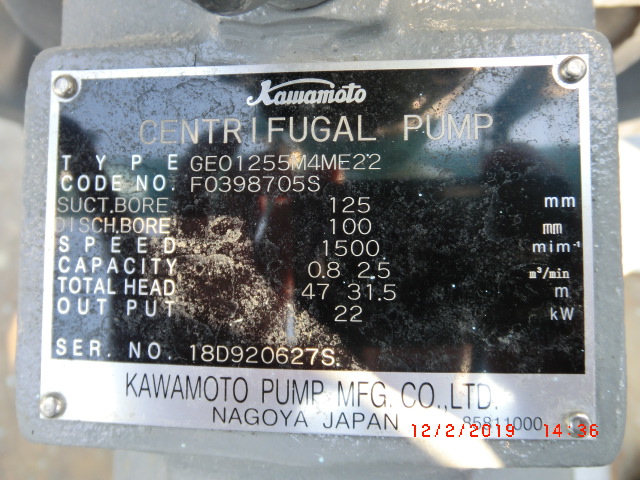 Kawamoto
CENTRIFUGAL PUMP
TYPE GE01255M4ME22
CODE NO. F0398705S
SUCT.BORE 125 mm
DISCH.BORE 100 mm
SPEED 1500 mim⁻¹
CAPACITY 0.8 2.5 m³/min
TOTAL HEAD 47 31.5 m
OUT PUT 22 kW
SER. NO. 18D920627S
KAWAMOTO PUMP MFG. CO.,LTD.
NAGOYA JAPAN 85811000
12/2/2019 14:36